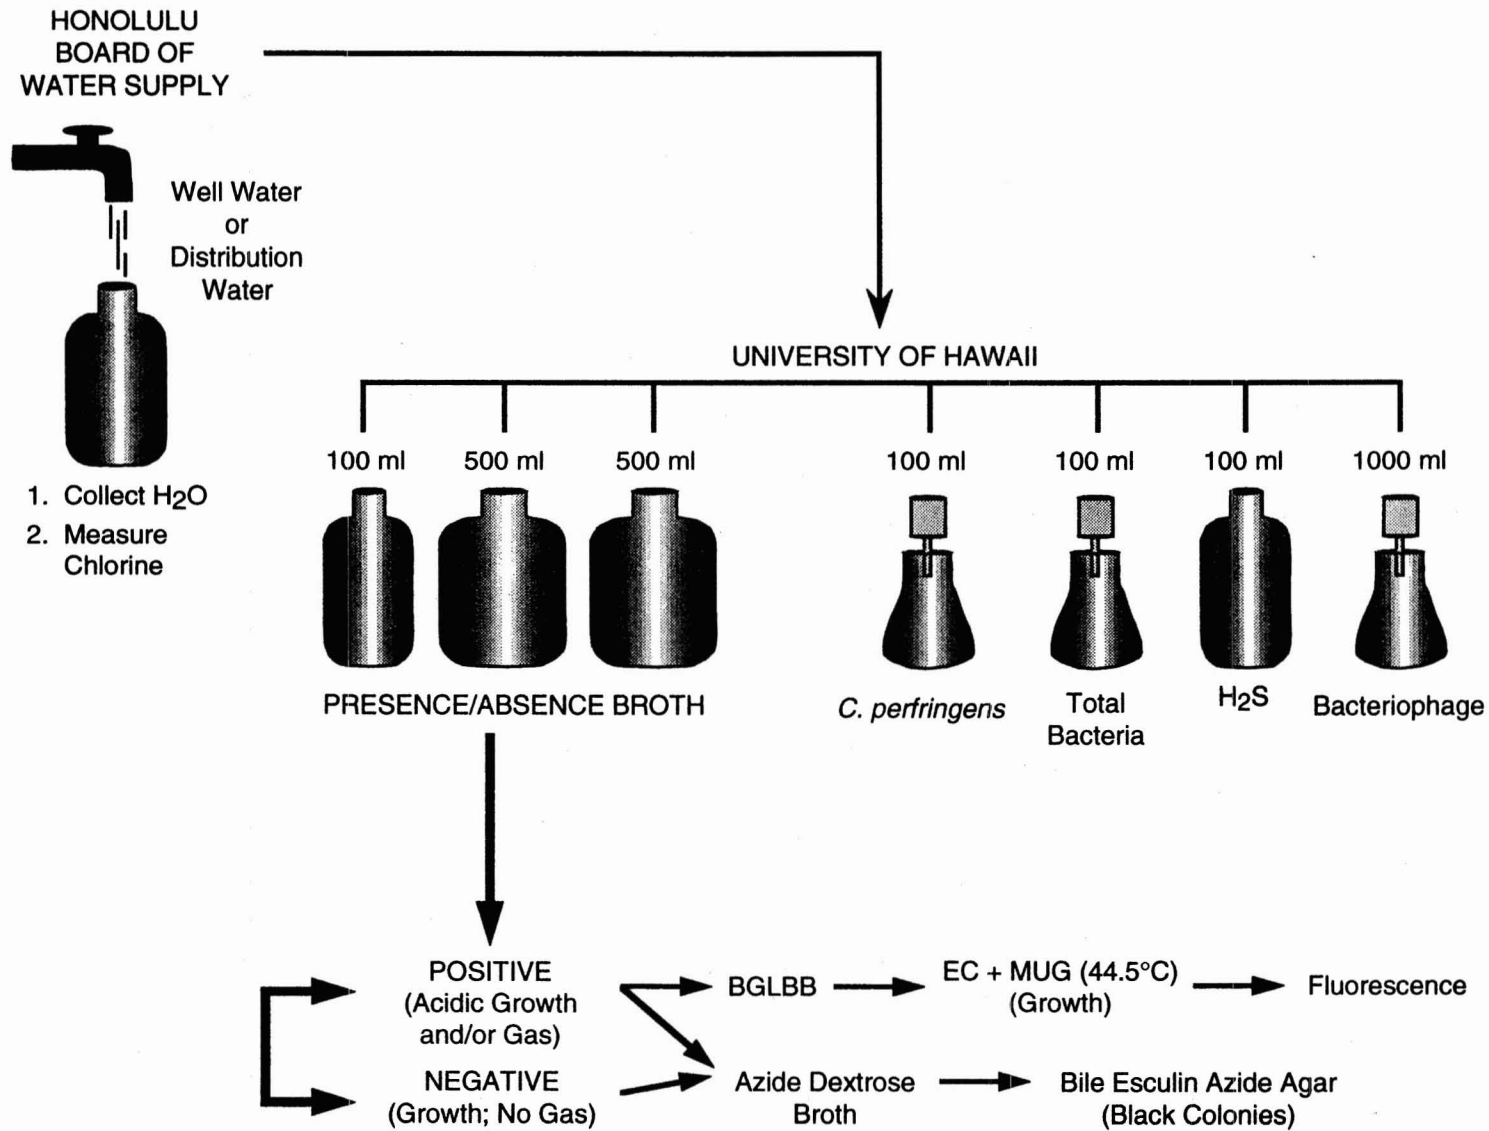 HONOLULU
BOARD OF
WATER SUPPLY
Well Water
or
Distribution
Water
1. Collect H2O
2. Measure
Chlorine
UNIVERSITY OF HAWAII
100 ml 500 ml 500 ml 100 ml 100 ml 100 ml 1000 ml
PRESENCE/ABSENCE BROTH
C. perfringens
Total
Bacteria
H2S
Bacteriophage
POSITIVE
(Acidic Growth
and/or Gas)
BGLBB
EC + MUG (44.5°C)
(Growth)
Fluorescence
NEGATIVE
(Growth; No Gas)
Azide Dextrose
Broth
Bile Esculin Azide Agar
(Black Colonies)